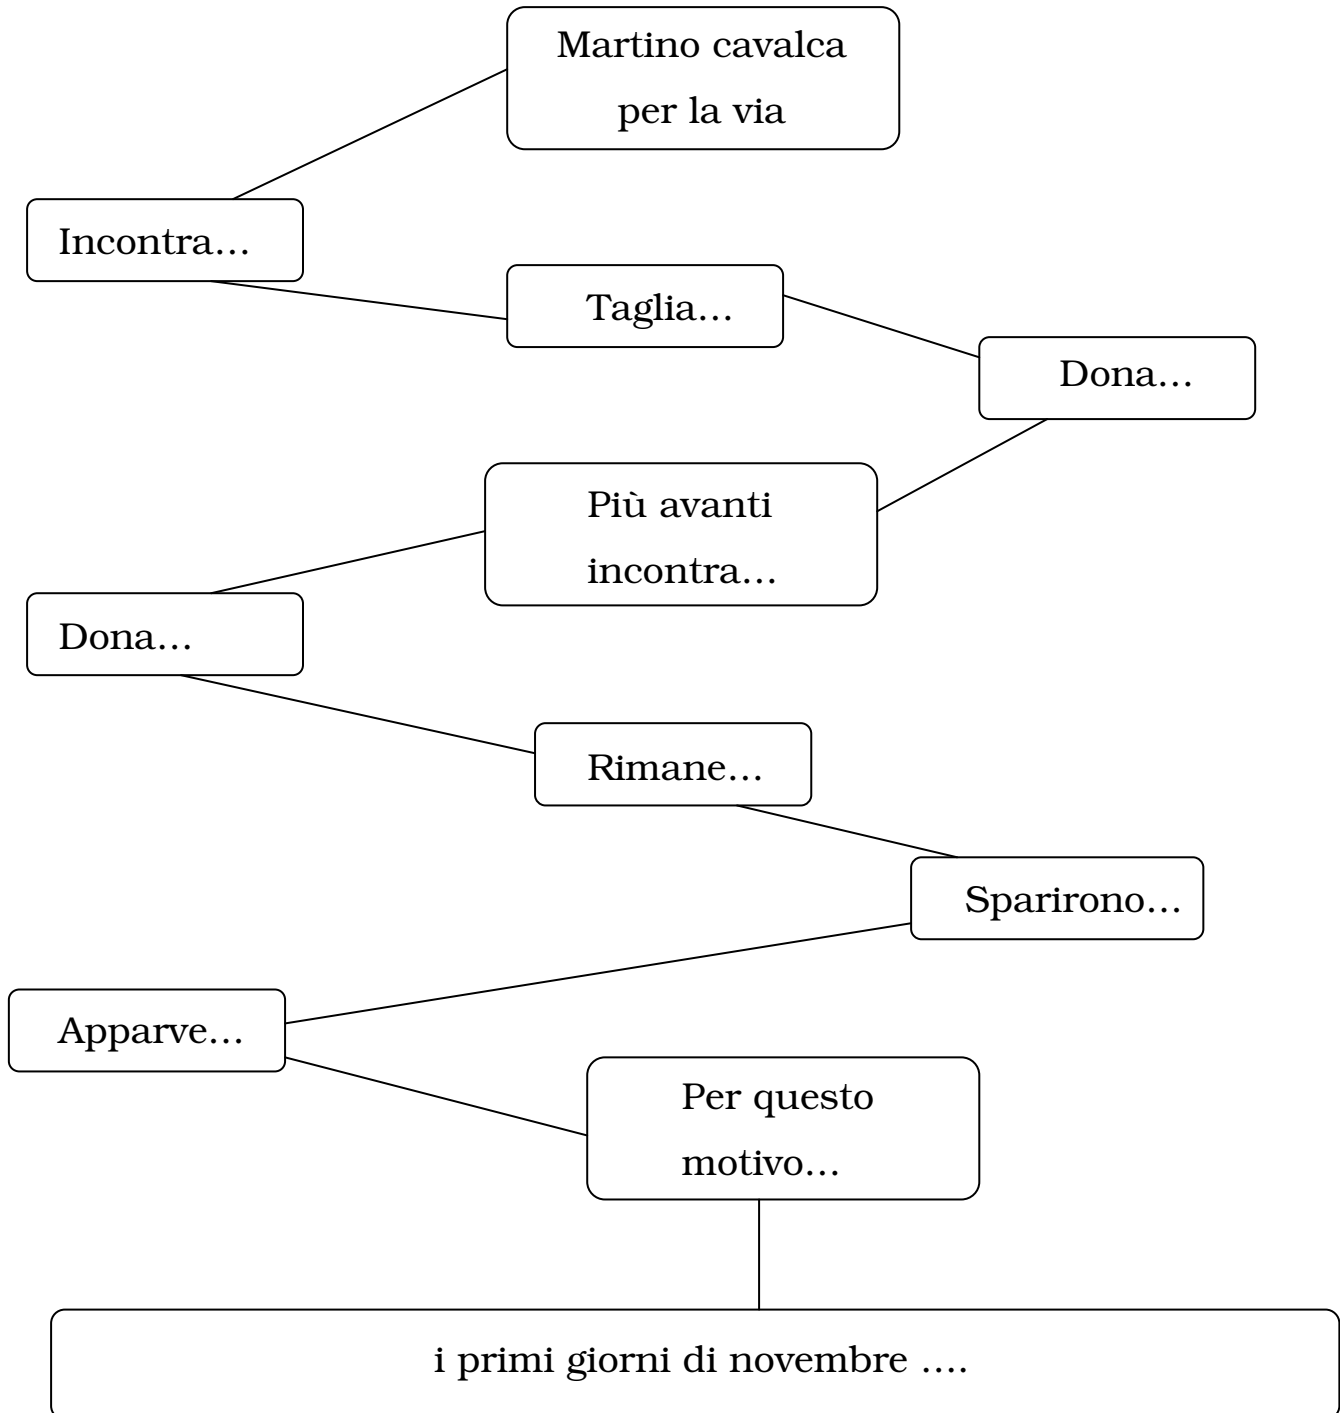 Martino cavalca
per la via
Incontra…
Taglia…
Dona…
Più avanti
incontra…
Dona…
Rimane…
Sparirono…
Apparve…
Per questo
motivo…
i primi giorni di novembre ….